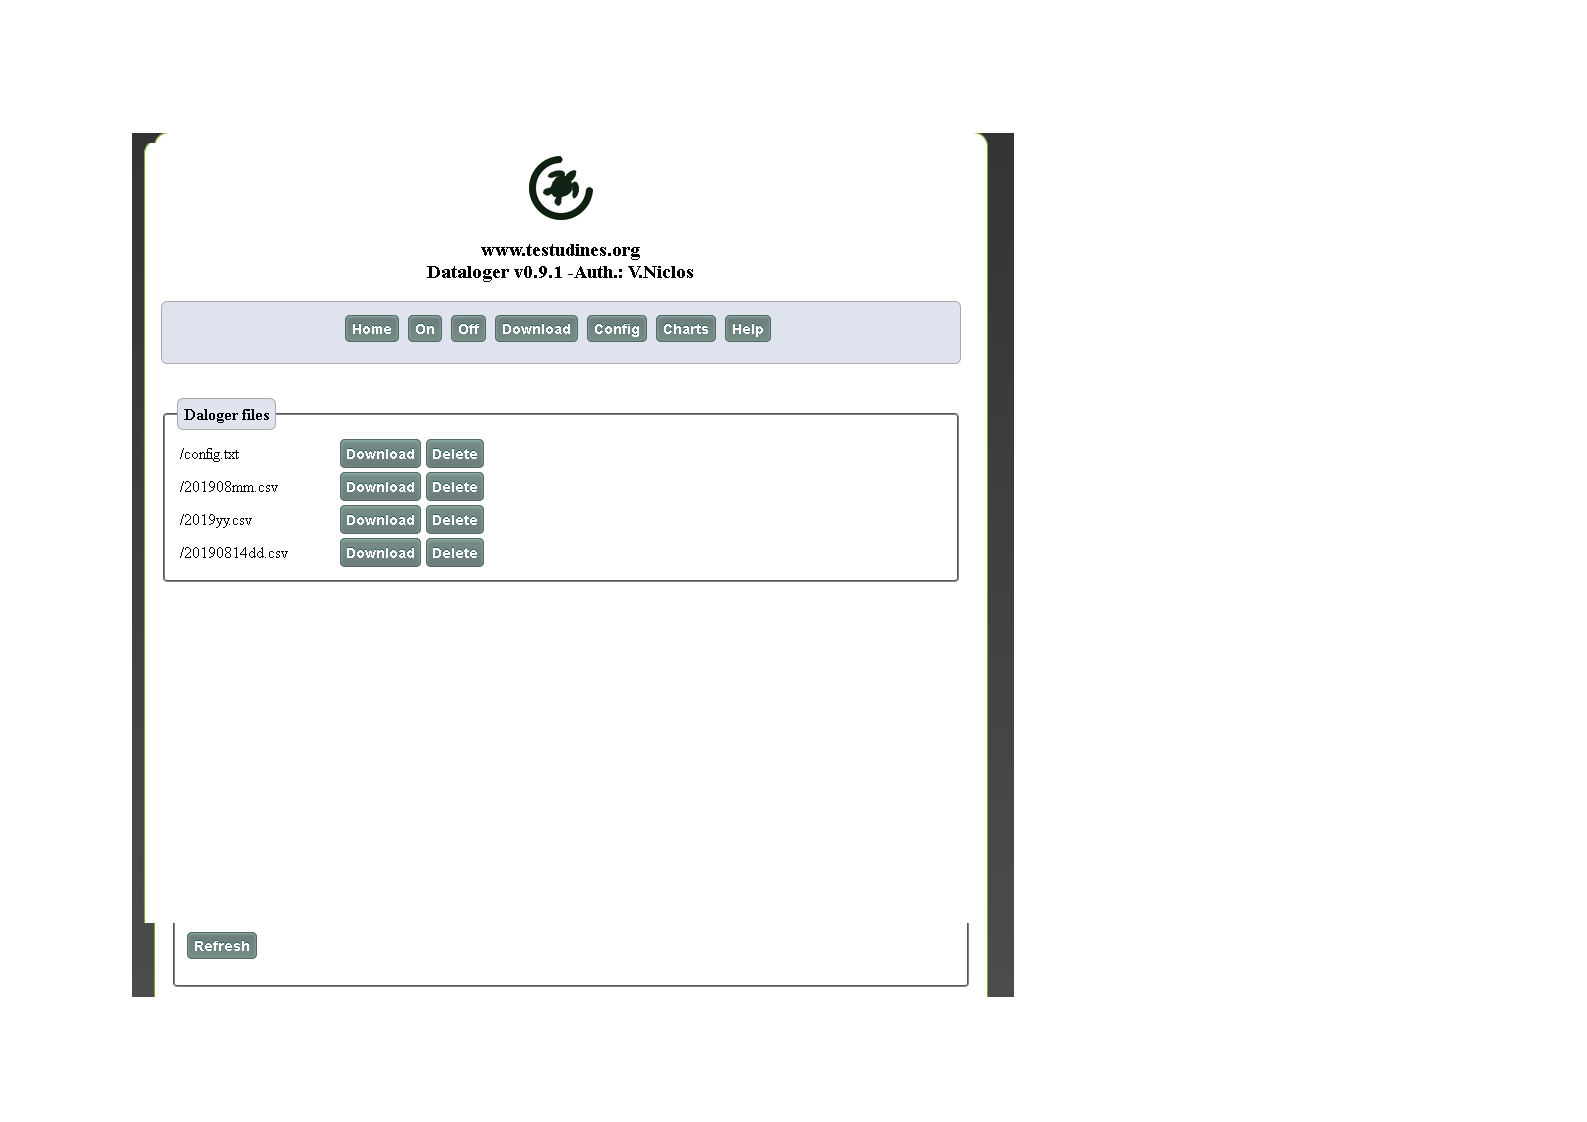 www.testudines.org
Dataloger v0.9.1 -Auth.: V.Niclos
Home On Off Download Config Charts Help
Daloger files
/config.txt Download Delete
/201908mm.csv Download Delete
/2019yy.csv Download Delete
/20190814dd.csv Download Delete
Refresh